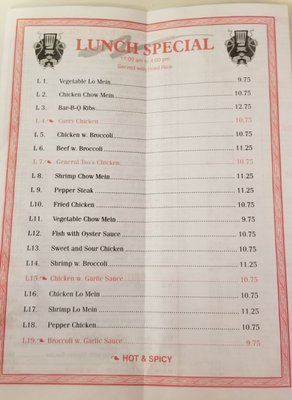 LUNCH SPECIAL
11:00 am to 4:00 pm
Served with Fried Rice
L 1. Vegetable Lo Mein 9.75
L 2. Chicken Chow Mein 10.75
L 3. Bar-B-Q Ribs 12.75
L 4. Curry Chicken 10.75
L 5. Chicken w. Broccoli 10.75
L 6. Beef w. Broccoli 11.25
L 7. General Tso's Chicken 10.75
L 8. Shrimp Chow Mein 11.25
L 9. Pepper Steak 11.25
L10. Fried Chicken 10.75
L11. Vegetable Chow Mein 9.75
L12. Fish with Oyster Sauce 10.75
L13. Sweet and Sour Chicken 10.75
L14. Shrimp w. Broccoli 11.25
L15. Chicken w. Garlic Sauce 10.75
L16. Chicken Lo Mein 10.75
L17. Shrimp Lo Mein 11.25
L18. Pepper Chicken 10.75
L19. Broccoli w. Garlic Sauce 9.75
HOT & SPICY